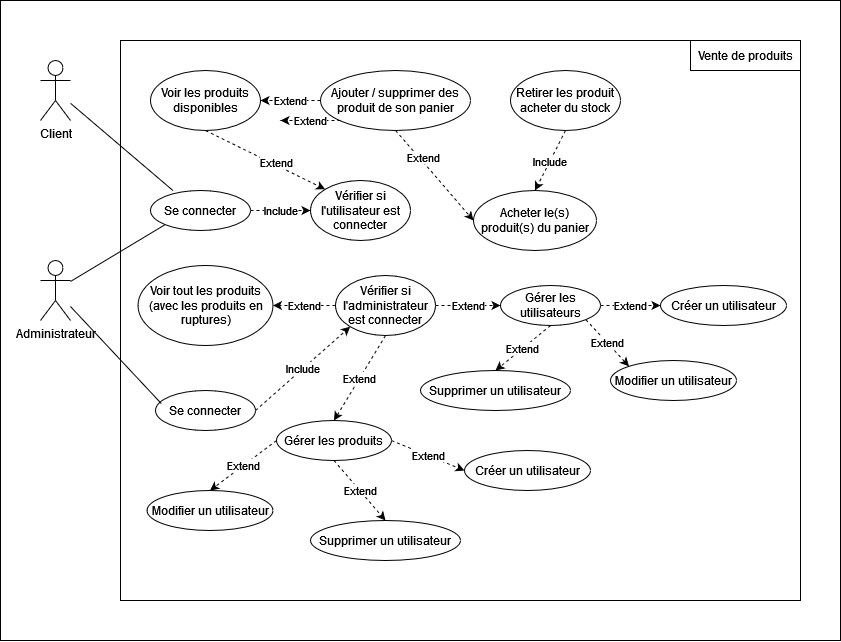 Vente de produits
Client
Voir les produits
disponibles
Extend
Extend
Ajouter / supprimer des
produit de son panier
Retirer les produit
acheter du stock
Extend
Extend
Include
Se connecter
Include
Vérifier si
l'utilisateur est
connecter
Acheter le(s)
produit(s) du panier
Administrateur
Voir tout les produits
(avec les produits en
ruptures)
Extend
Vérifier si
l'administrateur
est connecter
Extend
Gérer les
utilisateurs
Extend
Créer un utilisateur
Extend
Extend
Include
Extend
Supprimer un utilisateur
Modifier un utilisateur
Se connecter
Gérer les produits
Extend
Extend
Extend
Créer un utilisateur
Modifier un utilisateur
Supprimer un utilisateur